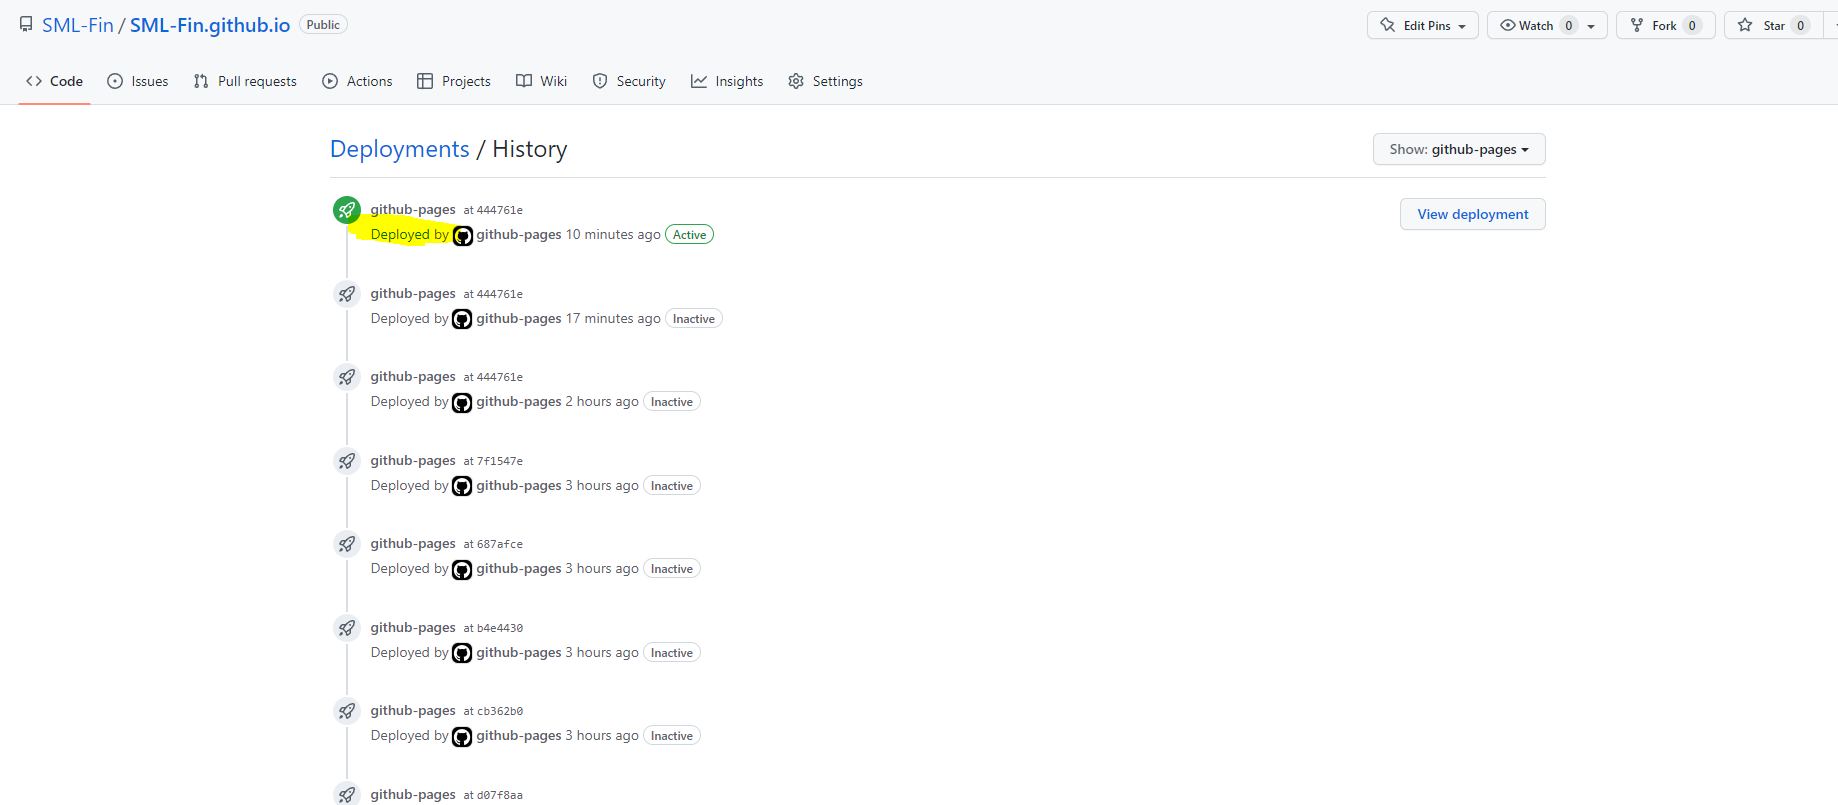 SML-Fin / SML-Fin.github.io Public
Edit Pins Watch 0 Fork 0 Star 0
Code Issues Pull requests Actions Projects Wiki Security Insights Settings
Deployments / History
Show: github-pages
github-pages at 444761e
View deployment
Deployed by github-pages 10 minutes ago Active
github-pages at 444761e
Deployed by github-pages 17 minutes ago Inactive
github-pages at 444761e
Deployed by github-pages 2 hours ago Inactive
github-pages at 7f1547e
Deployed by github-pages 3 hours ago Inactive
github-pages at 687afce
Deployed by github-pages 3 hours ago Inactive
github-pages at b4e4430
Deployed by github-pages 3 hours ago Inactive
github-pages at cb362b0
Deployed by github-pages 3 hours ago Inactive
github-pages at d07f8aa